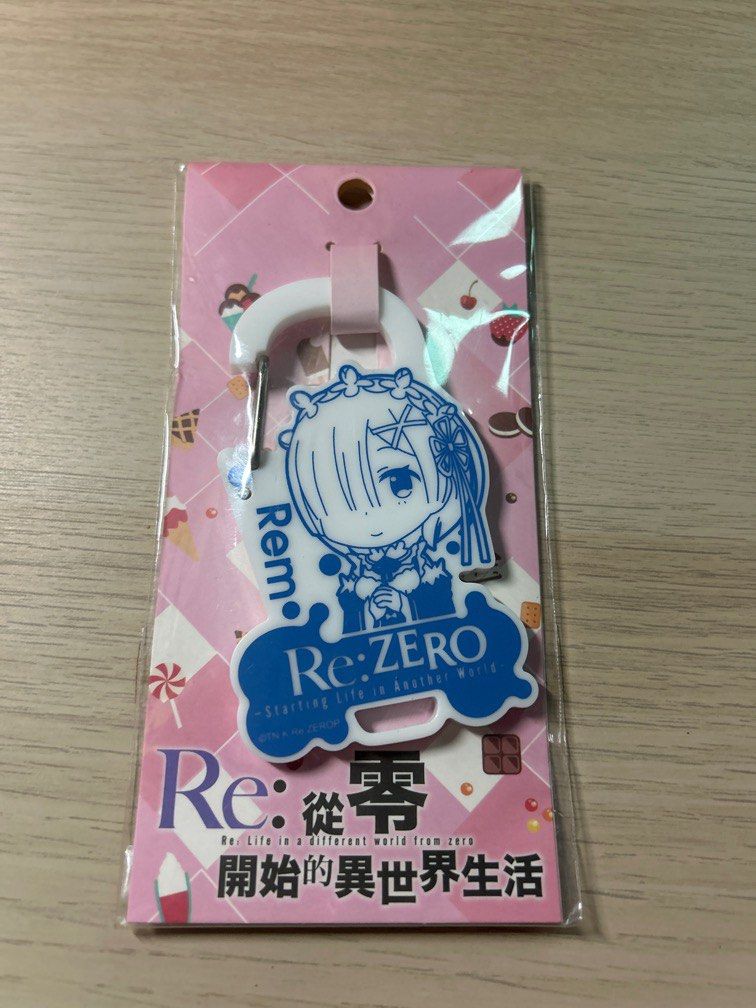 Rem
Re:ZERO
-Starting Life in Another World-
©TN K Re ZEROP
Re:從零
Re: Life in a different world from zero
開始的異世界生活